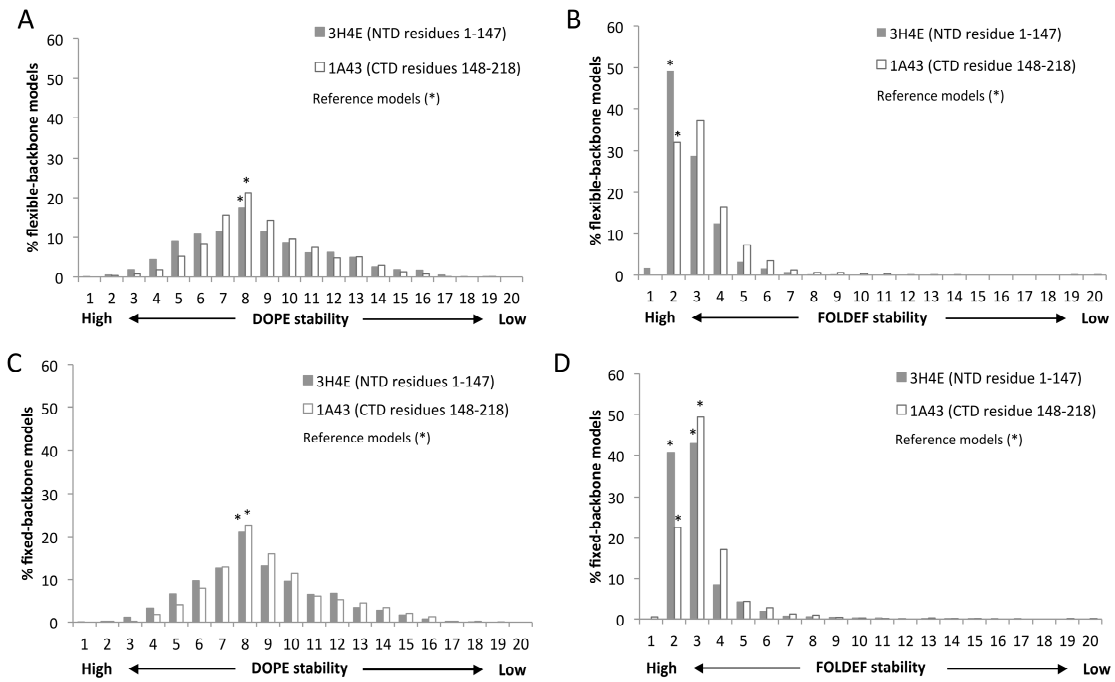 A
3H4E (NTD residues 1-147)
1A43 (CTD residues 148-218)
Reference models (*)
% flexible-backbone models
60
50
40
30
20
10
0
* *
1 2 3 4 5 6 7 8 9 10 11 12 13 14 15 16 17 18 19 20
High DOPE stability Low
B
3H4E (NTD residue 1-147)
1A43 (CTD residue 148-218)
Reference models (*)
% flexible-backbone models
60
50
40
30
20
10
0
* *
1 2 3 4 5 6 7 8 9 10 11 12 13 14 15 16 17 18 19 20
High FOLDEF stability Low
C
3H4E (NTD residues 1-147)
1A43 (CTD residues 148-218)
Reference models (*)
% fixed-backbone models
60
50
40
30
20
10
0
* *
1 2 3 4 5 6 7 8 9 10 11 12 13 14 15 16 17 18 19 20
High DOPE stability Low
D
3H4E (NTD residue 1-147)
1A43 (CTD residue 148-218)
Reference models (*)
% fixed-backbone models
60
50
40
30
20
10
0
* * * *
1 2 3 4 5 6 7 8 9 10 11 12 13 14 15 16 17 18 19 20
High FOLDEF stability Low